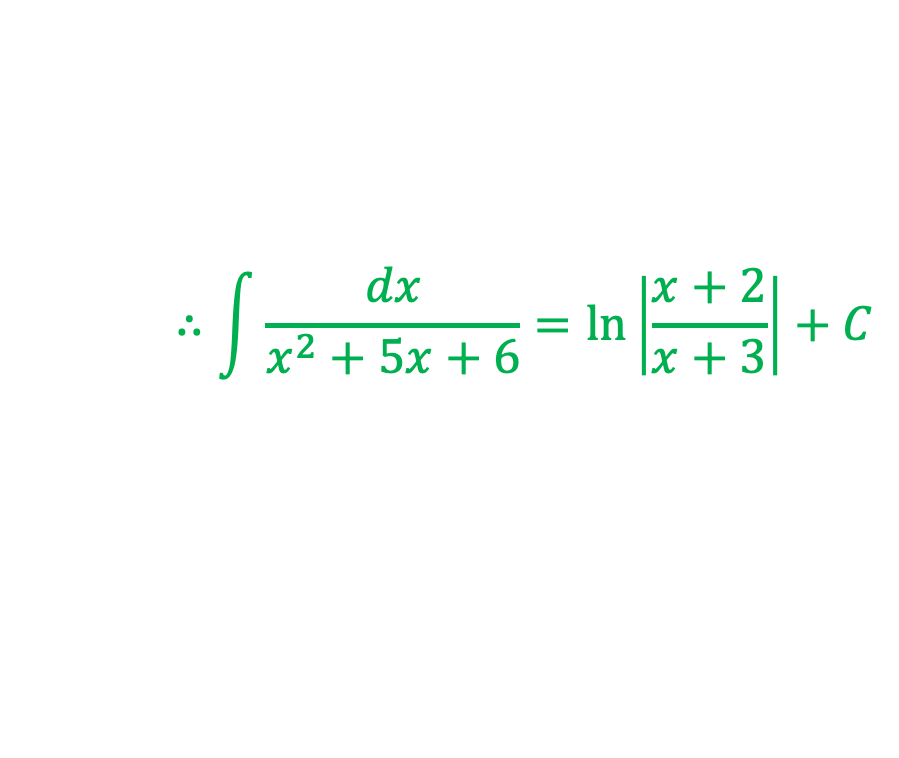 ∴ ∫ dx / (x² + 5x + 6) = ln |(x + 2) / (x + 3)| + C